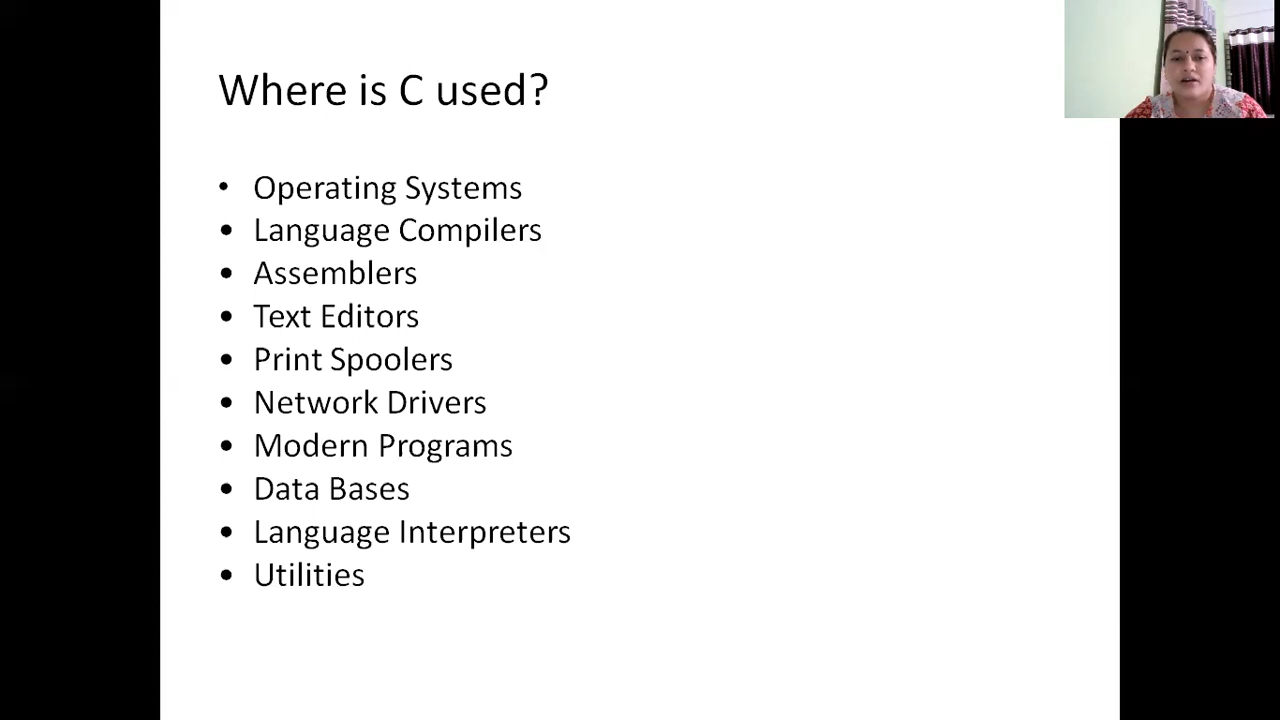 Where is C used?
• Operating Systems
• Language Compilers
• Assemblers
• Text Editors
• Print Spoolers
• Network Drivers
• Modern Programs
• Data Bases
• Language Interpreters
• Utilities